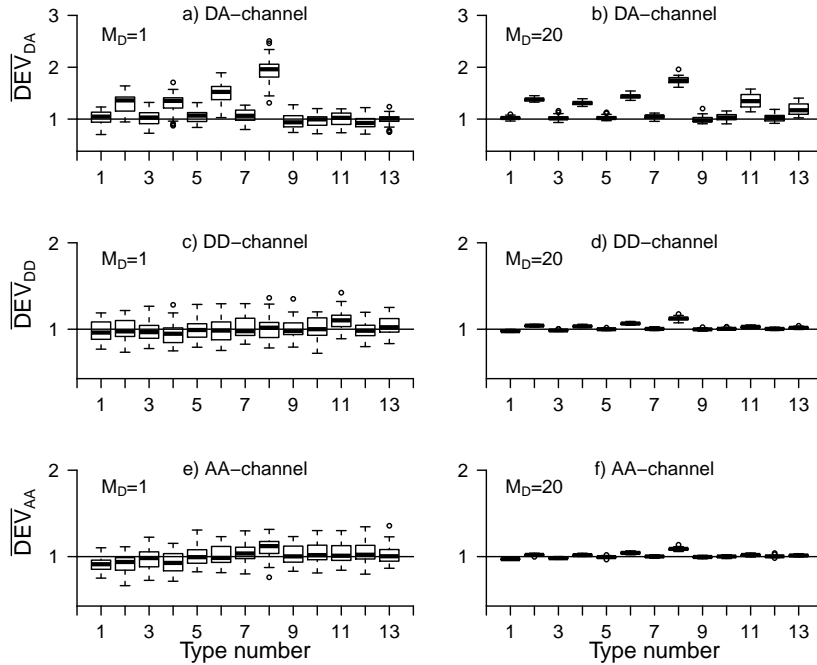 a) DA−channel
M_D=1
DEV_DA
3
2
1
1 3 5 7 9 11 13
b) DA−channel
M_D=20
3
2
1
1 3 5 7 9 11 13
c) DD−channel
M_D=1
DEV_DD
2
1
1 3 5 7 9 11 13
d) DD−channel
M_D=20
2
1
1 3 5 7 9 11 13
e) AA−channel
M_D=1
DEV_AA
2
1
1 3 5 7 9 11 13
Type number
f) AA−channel
M_D=20
2
1
1 3 5 7 9 11 13
Type number